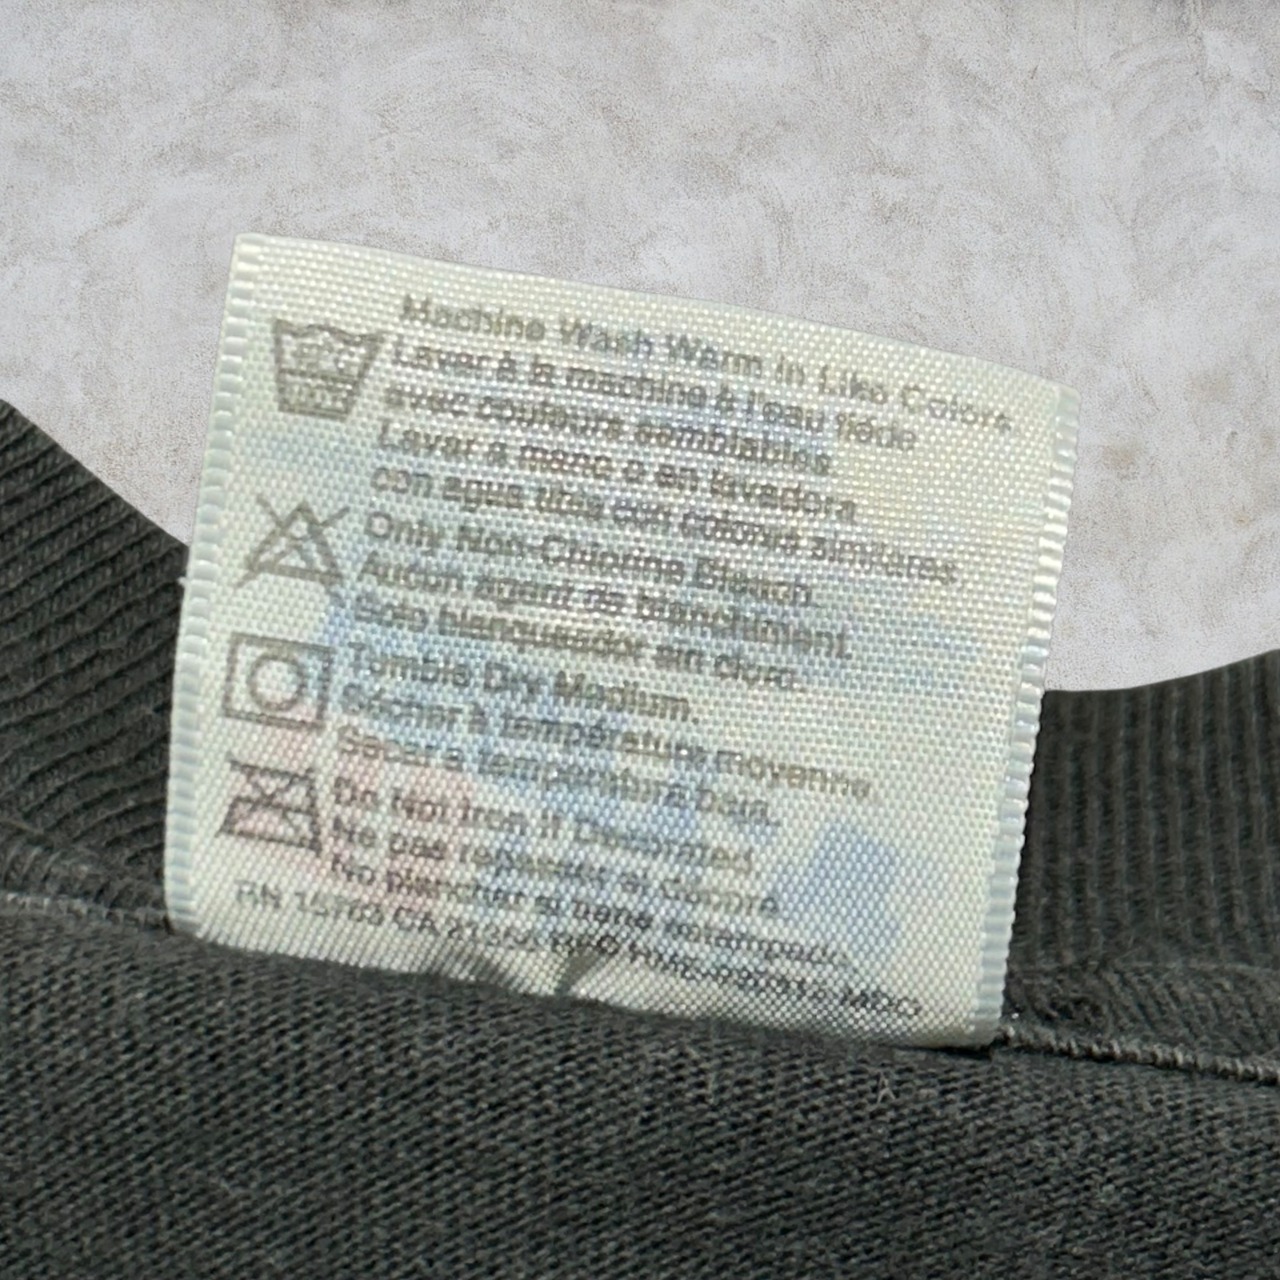 Machine Wash Warm in Like Colors
Laver à la machine à l'eau tiède
avec couleurs semblables
Lavar a mano o en lavadora
con agua tibia con colores similares
Only Non-Chlorine Bleach.
Aucun agent de blanchiment.
Solo blanqueador sin cloro.
Tumble Dry Medium.
Sécher à température moyenne.
Secar a temperatura baja.
Do Not Iron If Decorated
Ne pas repasser si décoré
No planchar si tiene estampado
RN 15763 CA